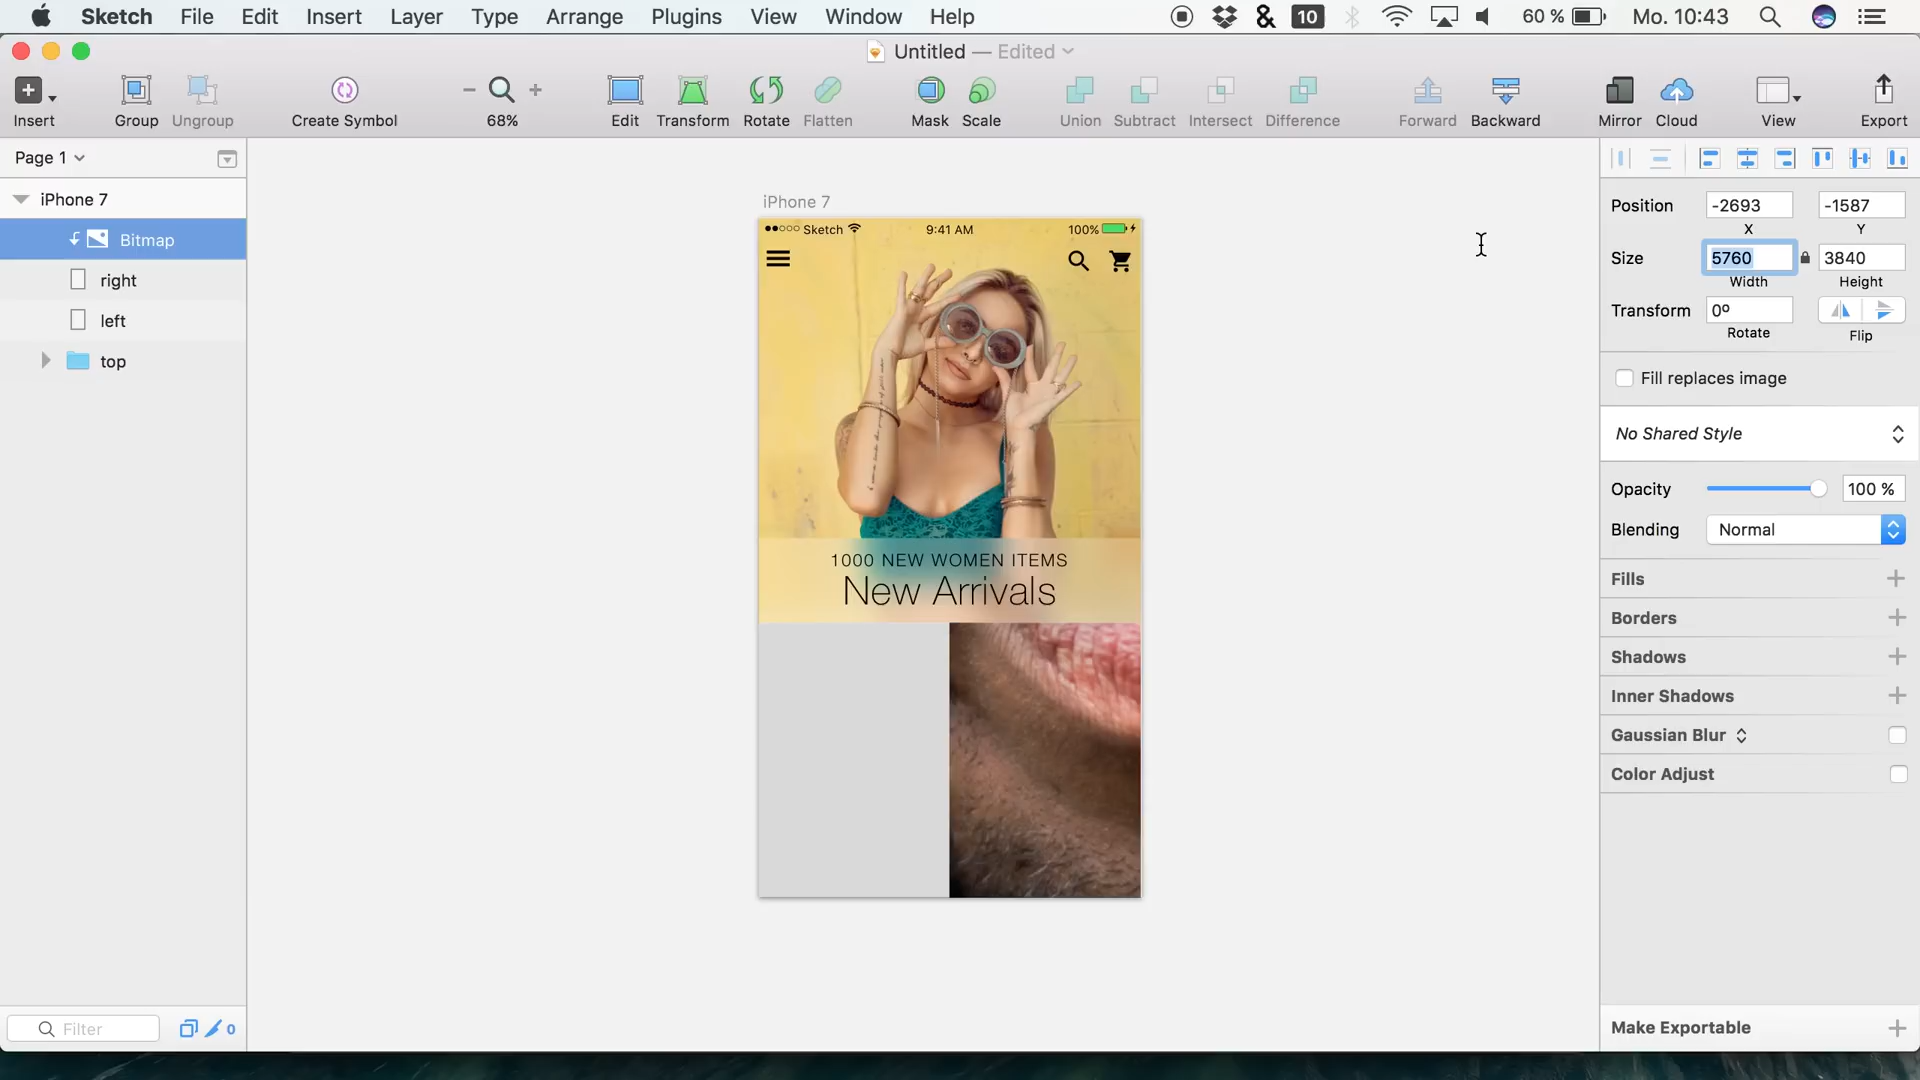 Sketch File Edit Insert Layer Type Arrange Plugins View Window Help 10 60 % Mo. 10:43
Untitled — Edited
Insert Group Ungroup Create Symbol 68% Edit Transform Rotate Flatten Mask Scale Union Subtract Intersect Difference Forward Backward Mirror Cloud View Export
Page 1
iPhone 7
Bitmap
right
left
top
Filter
0
iPhone 7
Sketch 9:41 AM 100%
1000 NEW WOMEN ITEMS
New Arrivals
Position -2693 -1587
X Y
Size 5760 3840
Width Height
Transform 0º
Rotate Flip
Fill replaces image
No Shared Style
Opacity 100 %
Blending Normal
Fills
Borders
Shadows
Inner Shadows
Gaussian Blur
Color Adjust
Make Exportable